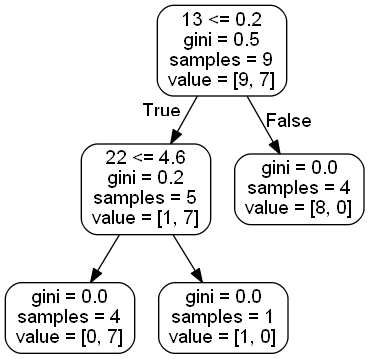 13 <= 0.2
gini = 0.5
samples = 9
value = [9, 7]
True
False
22 <= 4.6
gini = 0.2
samples = 5
value = [1, 7]
gini = 0.0
samples = 4
value = [8, 0]
gini = 0.0
samples = 4
value = [0, 7]
gini = 0.0
samples = 1
value = [1, 0]